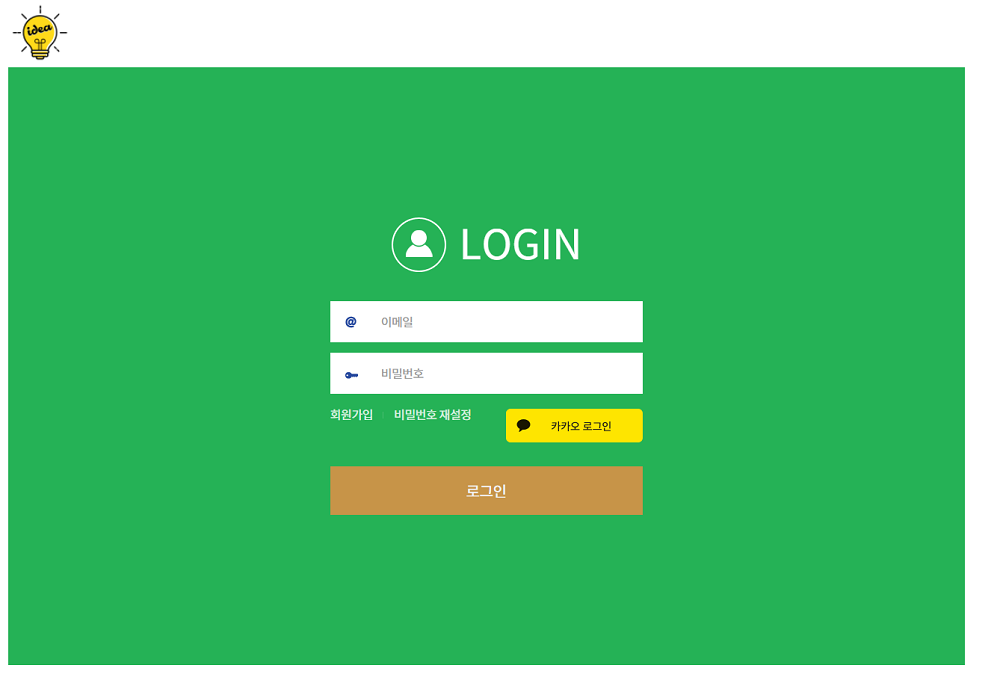 idea
LOGIN
@ 이메일
비밀번호
회원가입 | 비밀번호 재설정
카카오 로그인
로그인